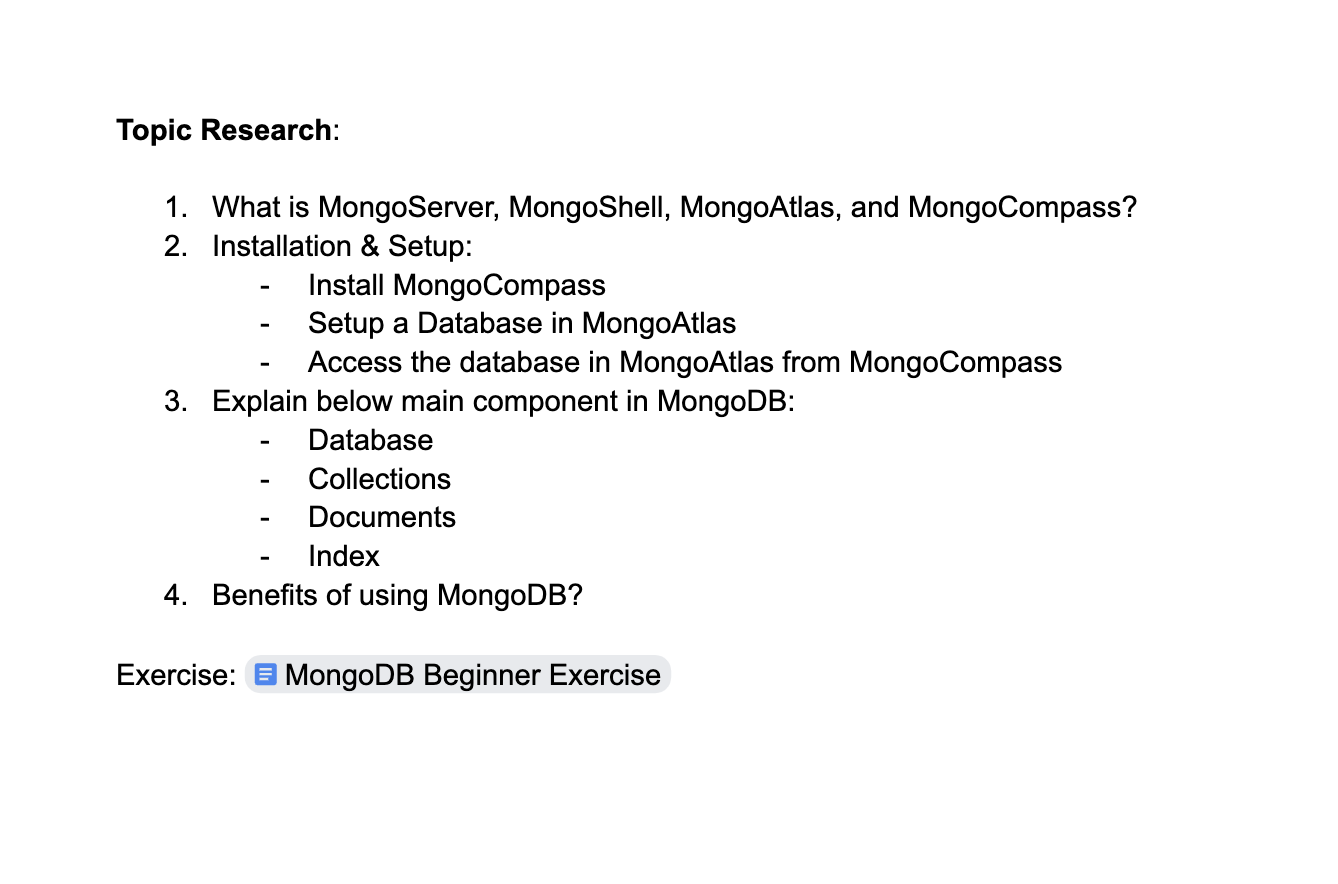 Topic Research:
1. What is MongoServer, MongoShell, MongoAtlas, and MongoCompass?
2. Installation & Setup:
- Install MongoCompass
- Setup a Database in MongoAtlas
- Access the database in MongoAtlas from MongoCompass
3. Explain below main component in MongoDB:
- Database
- Collections
- Documents
- Index
4. Benefits of using MongoDB?
Exercise: MongoDB Beginner Exercise